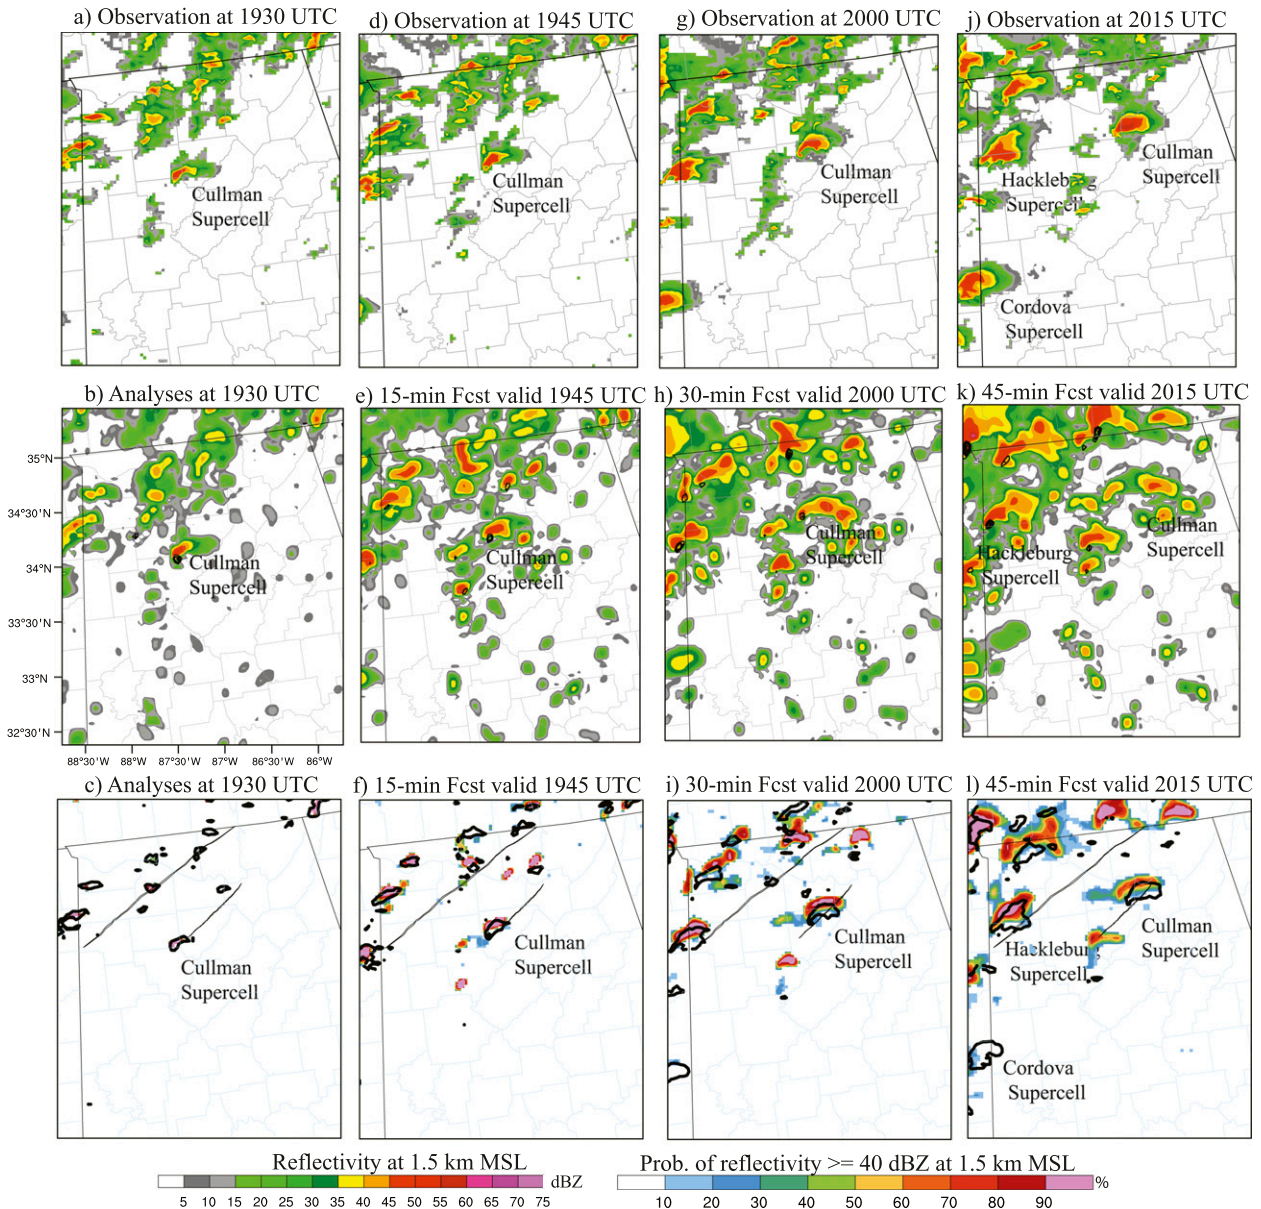 a) Observation at 1930 UTC
d) Observation at 1945 UTC
g) Observation at 2000 UTC
j) Observation at 2015 UTC
Cullman
Supercell
Cullman
Supercell
Cullman
Supercell
Cullman
Supercell
Hackleburg
Supercell
Cordova
Supercell
b) Analyses at 1930 UTC
e) 15-min Fcst valid 1945 UTC
h) 30-min Fcst valid 2000 UTC
k) 45-min Fcst valid 2015 UTC
35°N
34°30'N
34°N
33°30'N
33°N
32°30'N
88°30'W
88°W
87°30'W
87°W
86°30'W
86°W
Cullman
Supercell
Cullman
Supercell
Cullman
Supercell
Cullman
Supercell
Hackleburg
Supercell
c) Analyses at 1930 UTC
f) 15-min Fcst valid 1945 UTC
i) 30-min Fcst valid 2000 UTC
l) 45-min Fcst valid 2015 UTC
Cullman
Supercell
Cullman
Supercell
Cullman
Supercell
Cullman
Supercell
Hackleburg
Supercell
Cordova
Supercell
Reflectivity at 1.5 km MSL
dBZ
5 10 15 20 25 30 35 40 45 50 55 60 65 70 75
Prob. of reflectivity >= 40 dBZ at 1.5 km MSL
%
10 20 30 40 50 60 70 80 90